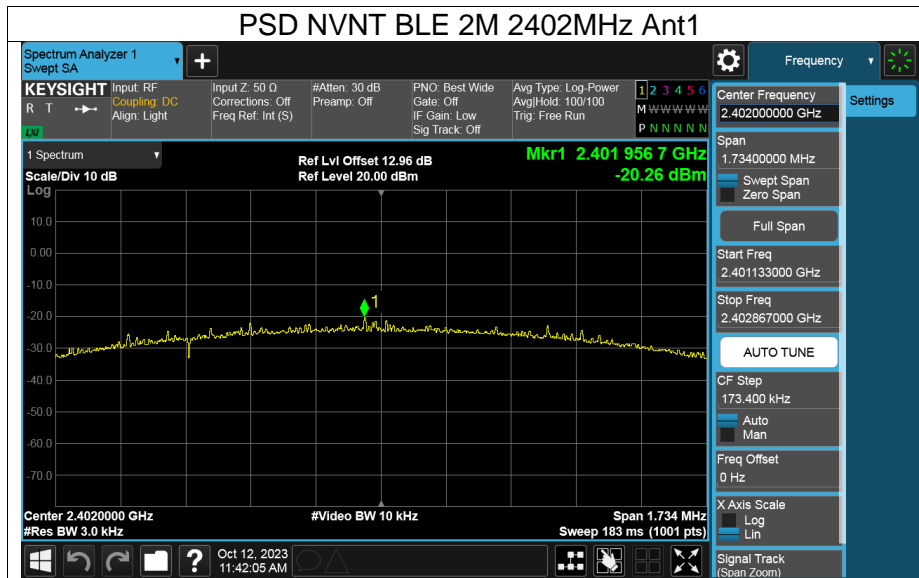 PSD NVNT BLE 2M 2402MHz Ant1
Spectrum Analyzer 1
Swept SA
+
Frequency
KEYSIGHT
R T
LXI
Input: RF
Coupling: DC
Align: Light
Input Z: 50 Ω
Corrections: Off
Freq Ref: Int (S)
#Atten: 30 dB
Preamp: Off
PNO: Best Wide
Gate: Off
IF Gain: Low
Sig Track: Off
Avg Type: Log-Power
Avg|Hold: 100/100
Trig: Free Run
1 2 3 4 5 6
M W W W W W
P N N N N N
1 Spectrum
Scale/Div 10 dB
Ref Lvl Offset 12.96 dB
Ref Level 20.00 dBm
Mkr1 2.401 956 7 GHz
-20.26 dBm
Log
10.0
0.00
-10.0
-20.0
-30.0
-40.0
-50.0
-60.0
-70.0
1
Center 2.4020000 GHz
#Res BW 3.0 kHz
#Video BW 10 kHz
Span 1.734 MHz
Sweep 183 ms (1001 pts)
Center Frequency
2.402000000 GHz
Settings
Span
1.73400000 MHz
Swept Span
Zero Span
Full Span
Start Freq
2.401133000 GHz
Stop Freq
2.402867000 GHz
AUTO TUNE
CF Step
173.400 kHz
Auto
Man
Freq Offset
0 Hz
X Axis Scale
Log
Lin
Signal Track
(Span Zoom)
?
Oct 12, 2023
11:42:05 AM